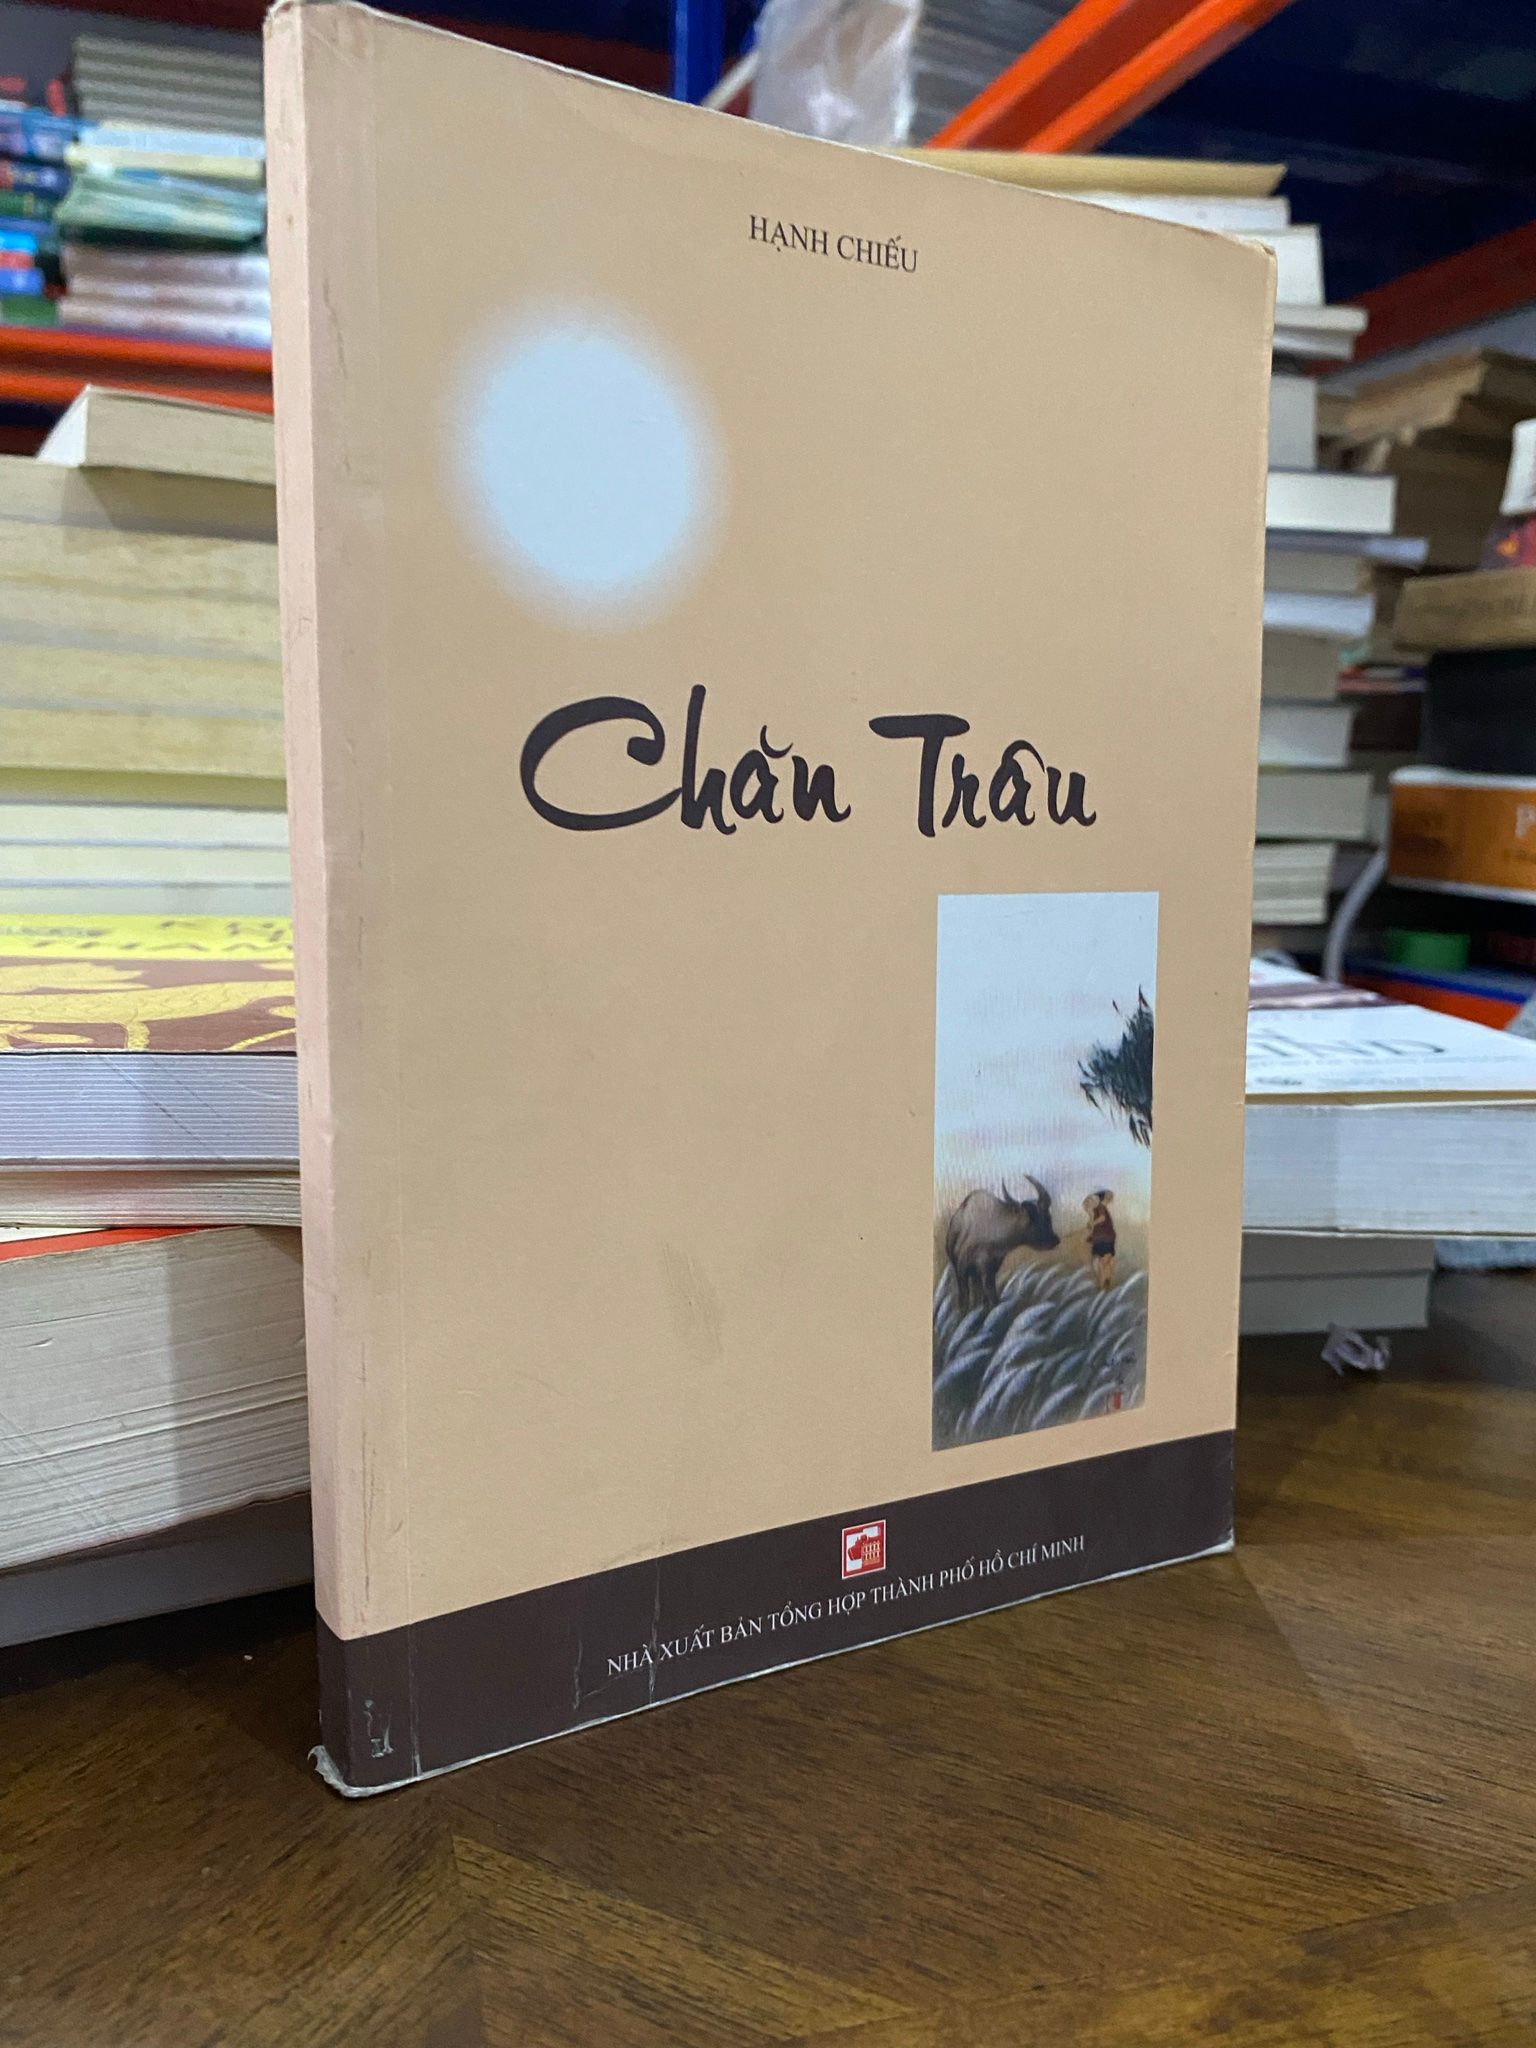 HẠNH CHIẾU
Chăn Trâu
NHÀ XUẤT BẢN TỔNG HỢP THÀNH PHỐ HỒ CHÍ MINH